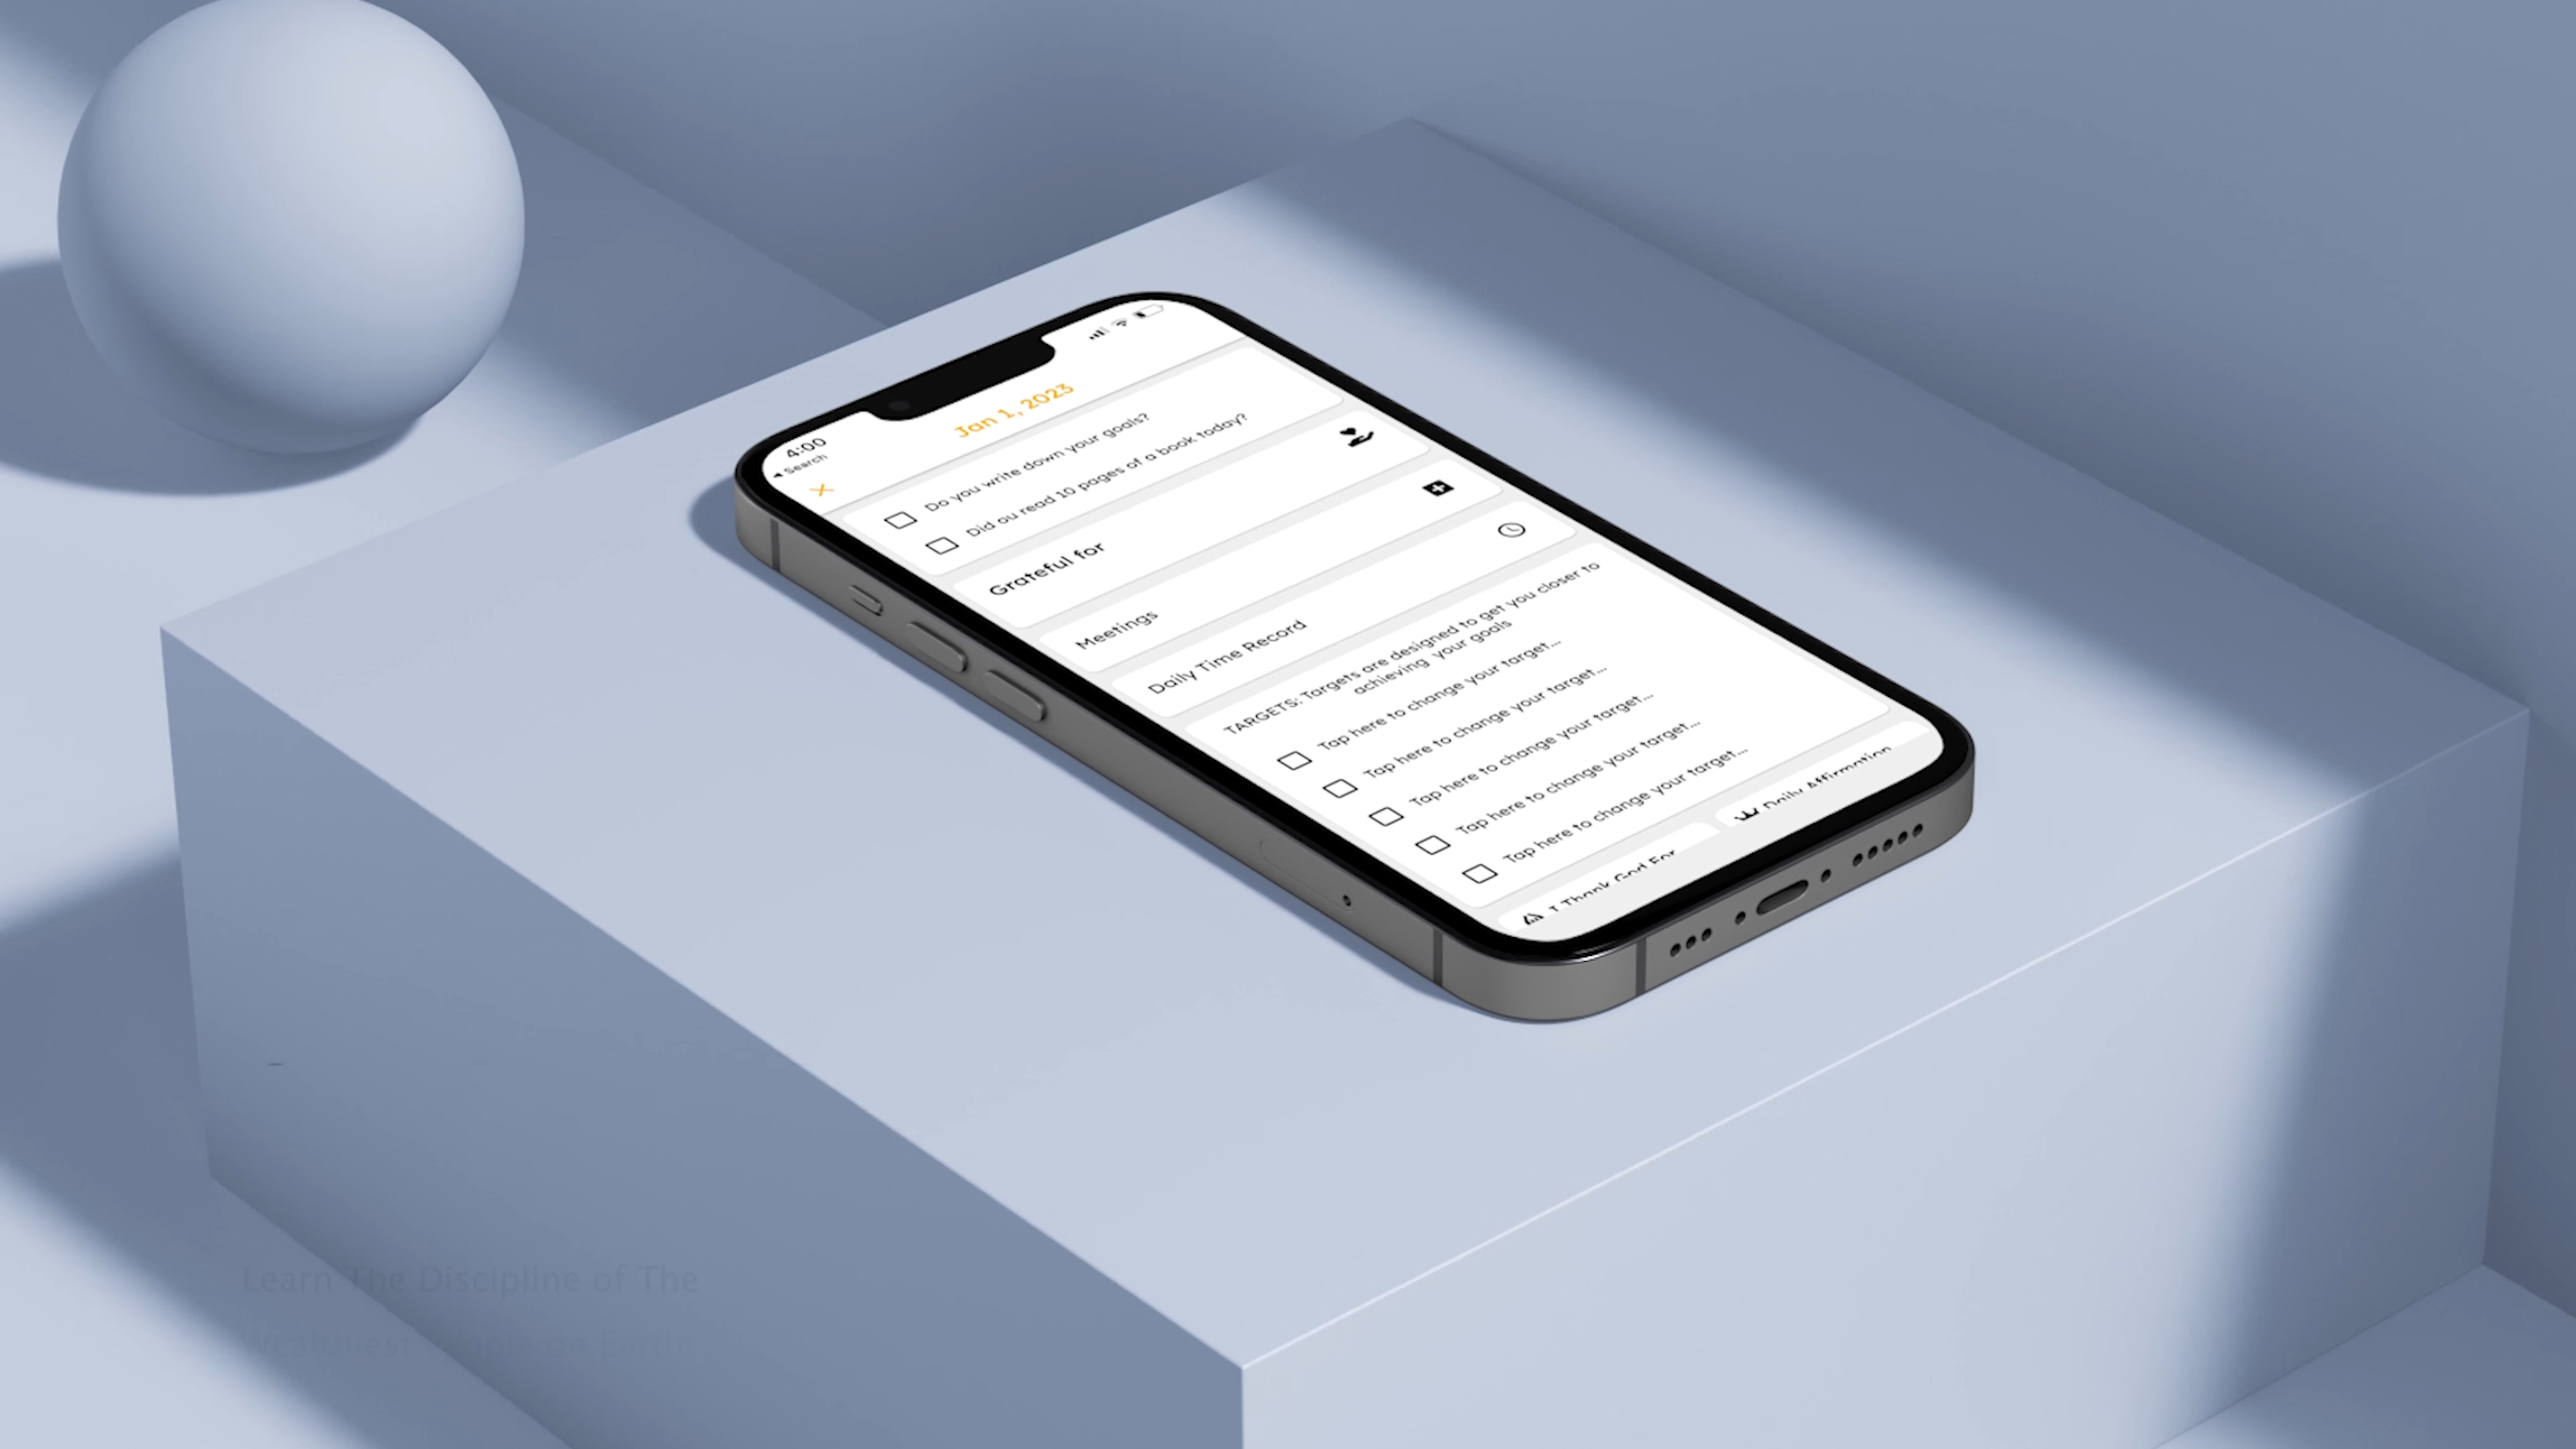 4:00
Search
Jan 1, 2023
Do you write down your goals?
Did ou read 10 pages of a book today?
Grateful for
Meetings
Daily Time Record
TARGETS: Targets are designed to get you closer to
achieving your goals
Tap here to change your target...
Tap here to change your target...
Tap here to change your target...
Tap here to change your target...
Tap here to change your target...
I Thank God For
Daily Affirmation
Learn The Discipline of The
Wealthiest People on Earth!